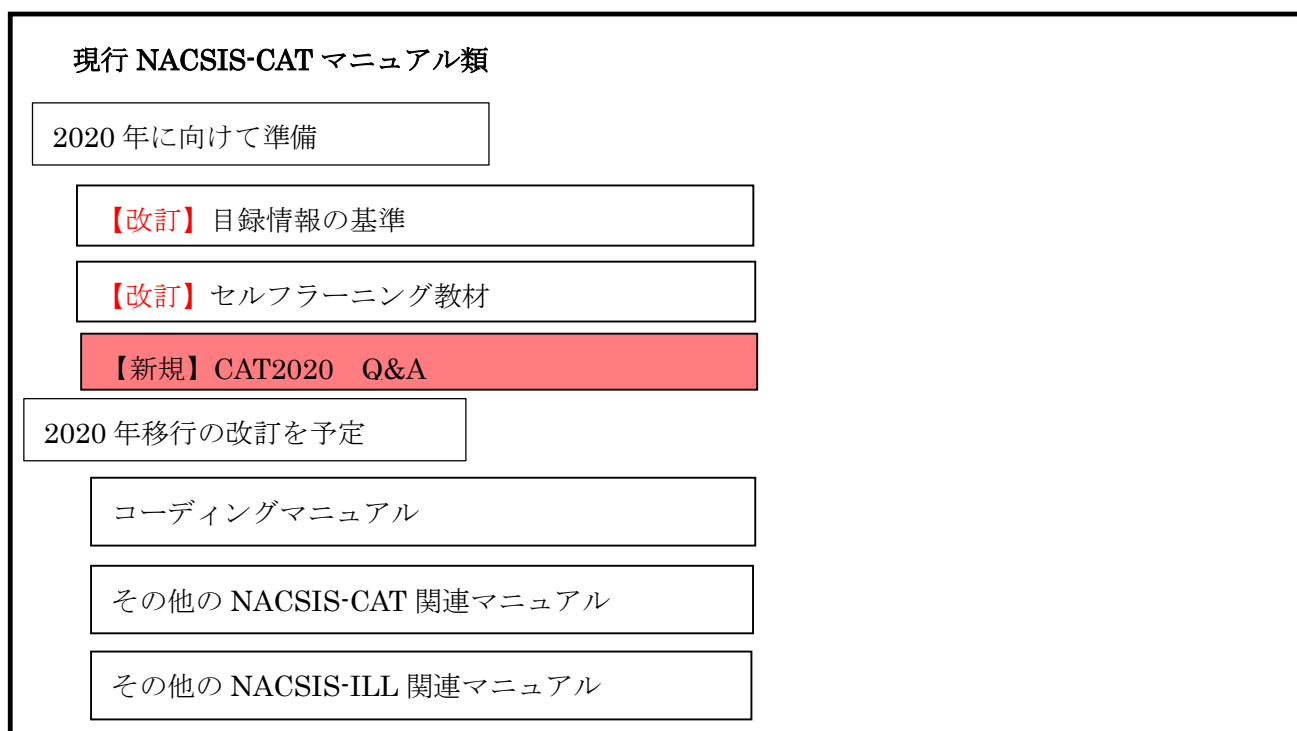 現行 NACSIS-CAT マニュアル類
2020 年に向けて準備
【改訂】目録情報の基準
【改訂】セルフラーニング教材
【新規】CAT2020　Q&A
2020 年移行の改訂を予定
コーディングマニュアル
その他の NACSIS-CAT 関連マニュアル
その他の NACSIS-ILL 関連マニュアル